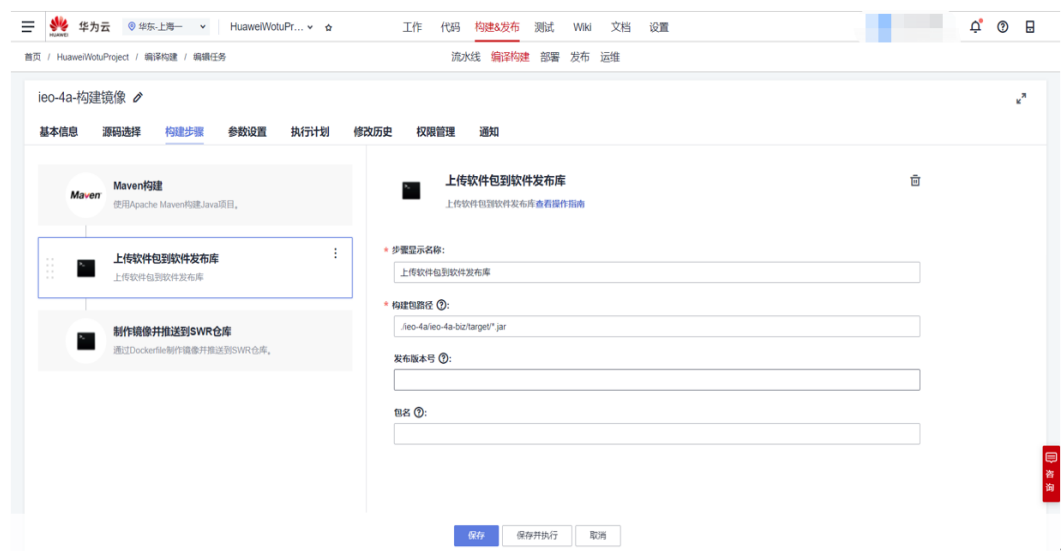 HUAWEI 华为云 华东-上海一 HuaweiWotuPr... 工作 代码 构建&发布 测试 Wiki 文档 设置
首页 / HuaweiWotuProject / 编译构建 / 编辑任务 流水线 编译构建 部署 发布 运维
ieo-4a-构建镜像
基本信息 源码选择 构建步骤 参数设置 执行计划 修改历史 权限管理 通知
Maven
Maven构建
使用Apache Maven构建Java项目。
上传软件包到软件发布库
上传软件包到软件发布库
制作镜像并推送到SWR仓库
通过Dockerfile制作镜像并推送到SWR仓库。
上传软件包到软件发布库
上传软件包到软件发布库查看操作指南
* 步骤显示名称:
上传软件包到软件发布库
* 构建包路径 ?:
./ieo-4a/ieo-4a-biz/target/*.jar
发布版本号 ?:
包名 ?:
咨询
保存 保存并执行 取消